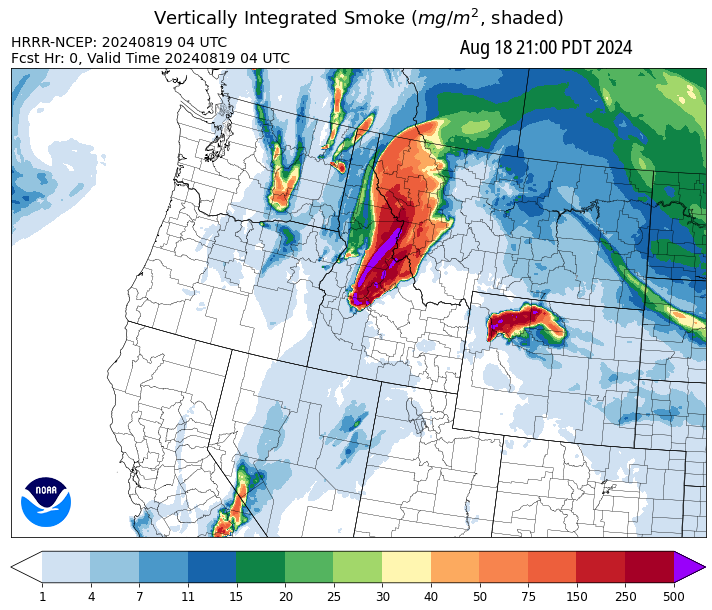 Vertically Integrated Smoke (mg/m², shaded)
HRRR-NCEP: 20240819 04 UTC
Fcst Hr: 0, Valid Time 20240819 04 UTC
Aug 18 21:00 PDT 2024
NOAA
1 4 7 11 15 20 25 30 40 50 75 150 250 500